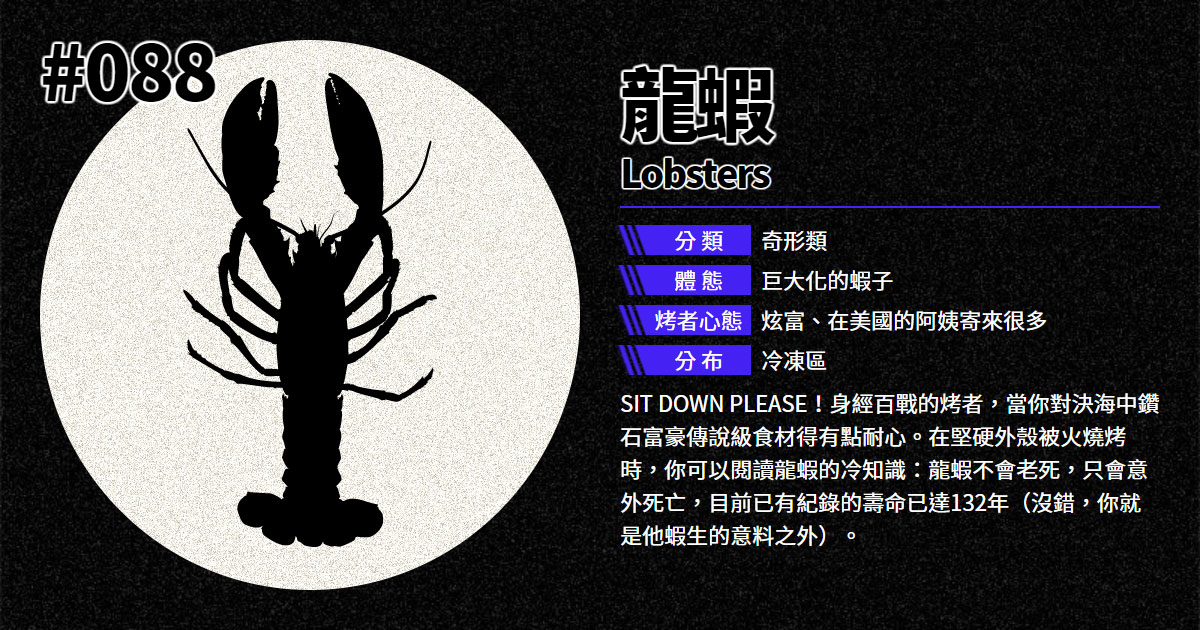 #088
龍蝦
Lobsters
分類 奇形類
體態 巨大化的蝦子
烤者心態 炫富、在美國的阿姨寄來很多
分布 冷凍區
SIT DOWN PLEASE！身經百戰的烤者，當你對決海中鑽
石富豪傳說級食材得有點耐心。在堅硬外殼被火燒烤
時，你可以閱讀龍蝦的冷知識：龍蝦不會老死，只會意
外死亡，目前已有紀錄的壽命已達132年（沒錯，你就
是他蝦生的意料之外）。